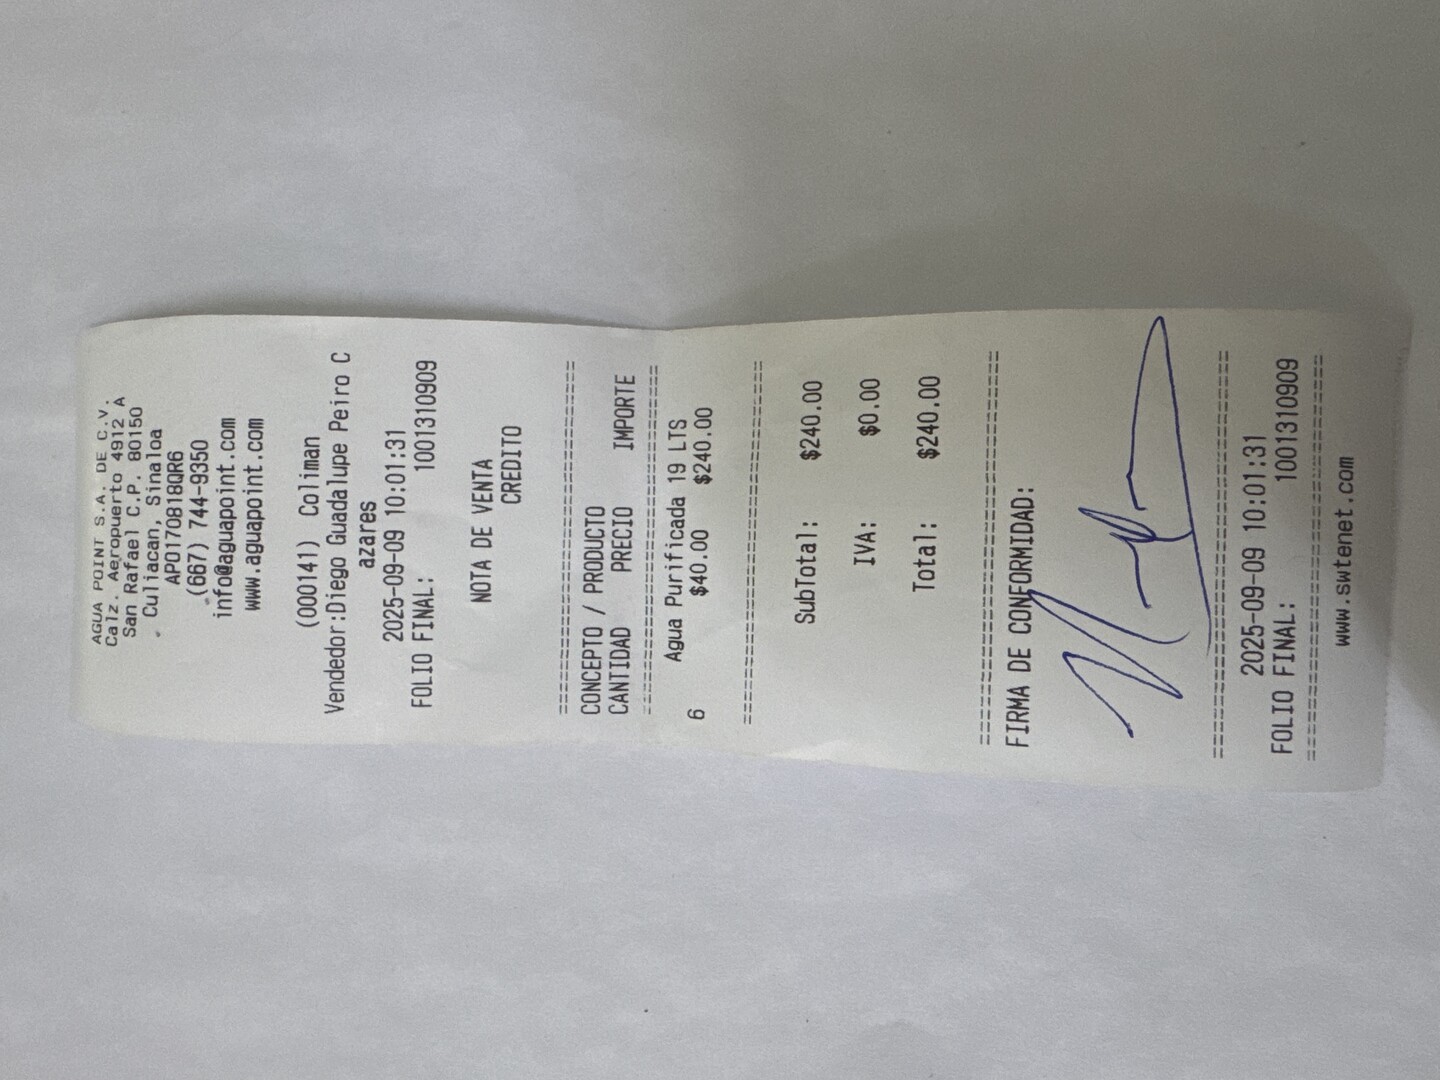 AGUA POINT S.A. DE C.V.
Calz. Aeropuerto 4912 A
San Rafael C.P. 80150
Culiacan, Sinaloa
APO170818QR6
(667) 744-9350
info@aguapoint.com
www.aguapoint.com
(000141) Coliman
Vendedor:Diego Guadalupe Peiro C
azares
2025-09-09 10:01:31
FOLIO FINAL: 1001310909
NOTA DE VENTA
CREDITO
CONCEPTO / PRODUCTO
CANTIDAD PRECIO IMPORTE
Agua Purificada 19 LTS
6 $40.00 $240.00
SubTotal: $240.00
IVA: $0.00
Total: $240.00
FIRMA DE CONFORMIDAD:
2025-09-09 10:01:31
FOLIO FINAL: 1001310909
www.swtenet.com